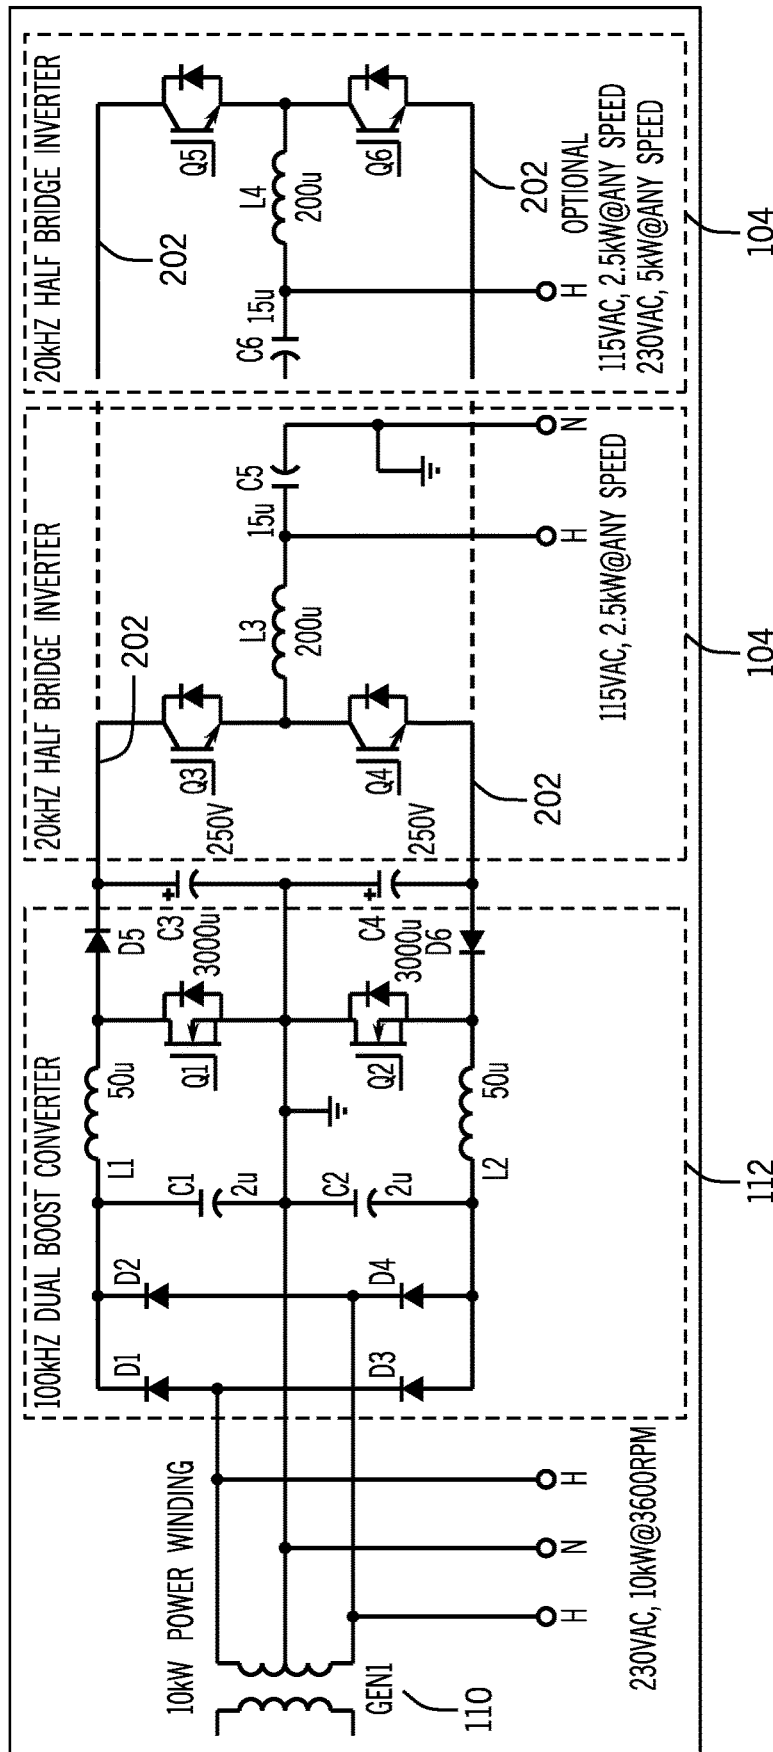 10kW POWER WINDING
GEN1
110
H
N
H
230VAC, 10kW@3600RPM
100kHZ DUAL BOOST CONVERTER
D1
D2
D3
D4
C1
2u
C2
2u
L1
50u
L2
50u
Q1
Q2
D5
D6
C3
3000u
C4
3000u
+
+
112
20kHZ HALF BRIDGE INVERTER
250V
250V
Q3
Q4
202
202
L3
200u
15u
C5
H
N
115VAC, 2.5kW@ANY SPEED
104
20kHZ HALF BRIDGE INVERTER
C6
15u
L4
200u
202
202
Q5
Q6
H
OPTIONAL
115VAC, 2.5kW@ANY SPEED
230VAC, 5kW@ANY SPEED
104